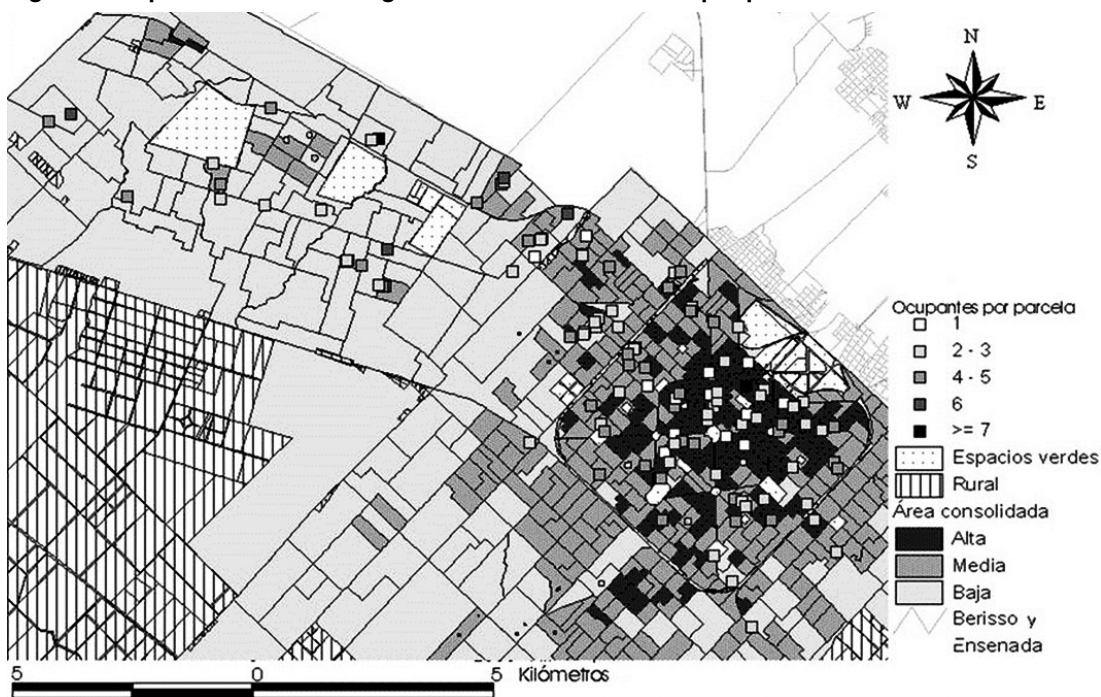 N
W E
S
Ocupantes por parcela
1
2 - 3
4 - 5
6
>= 7
Espacios verdes
Rural
Área consolidada
Alta
Media
Baja
Berisso y
Ensenada
5 0 5 Kilómetros